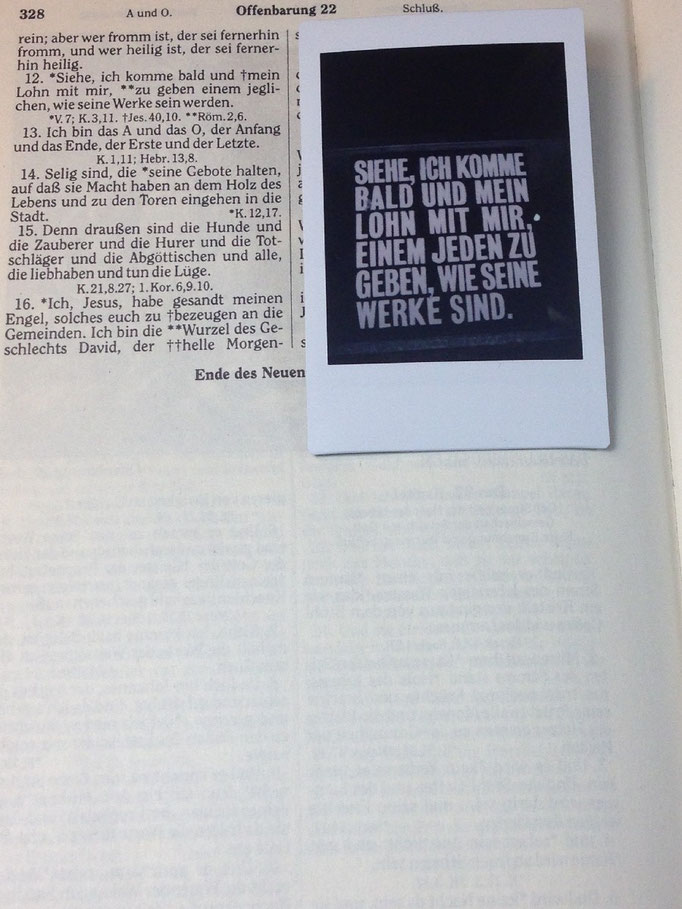 328 A und O. Offenbarung 22 Schluß.
rein; aber wer fromm ist, der sei fernerhin
fromm, und wer heilig ist, der sei ferner-
hin heilig.
12. *Siehe, ich komme bald und †mein
Lohn mit mir, **zu geben einem jegli-
chen, wie seine Werke sein werden.
*V. 7; K. 3,11. †Jes. 40,10. **Röm. 2,6.
13. Ich bin das A und das O, der Anfang
und das Ende, der Erste und der Letzte.
K. 1,11; Hebr. 13,8.
14. Selig sind, die *seine Gebote halten,
auf daß sie Macht haben an dem Holz des
Lebens und zu den Toren eingehen in die
Stadt. *K. 12,17.
15. Denn draußen sind die Hunde und
die Zauberer und die Hurer und die Tot-
schläger und die Abgöttischen und alle,
die liebhaben und tun die Lüge.
K. 21,8.27; 1. Kor. 6,9.10.
16. *Ich, Jesus, habe gesandt meinen
Engel, solches euch zu †bezeugen an die
Gemeinden. Ich bin die **Wurzel des Ge-
schlechts David, der ††helle Morgen-
Ende des Neuen
SIEHE, ICH KOMME
BALD UND MEIN
LOHN MIT MIR,
EINEM JEDEN ZU
GEBEN, WIE SEINE
WERKE SIND.